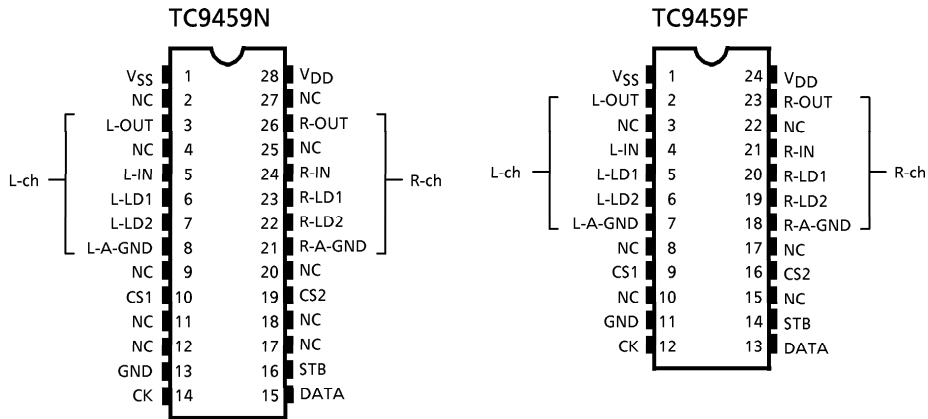 TC9459N
VSS 1 28 VDD
NC 2 27 NC
L-OUT 3 26 R-OUT
NC 4 25 NC
L-IN 5 24 R-IN
L-LD1 6 23 R-LD1
L-LD2 7 22 R-LD2
L-A-GND 8 21 R-A-GND
NC 9 20 NC
CS1 10 19 CS2
NC 11 18 NC
NC 12 17 NC
GND 13 16 STB
CK 14 15 DATA
L-ch
R-ch
TC9459F
VSS 1 24 VDD
L-OUT 2 23 R-OUT
NC 3 22 NC
L-IN 4 21 R-IN
L-LD1 5 20 R-LD1
L-LD2 6 19 R-LD2
L-A-GND 7 18 R-A-GND
NC 8 17 NC
CS1 9 16 CS2
NC 10 15 NC
GND 11 14 STB
CK 12 13 DATA
L-ch
R-ch